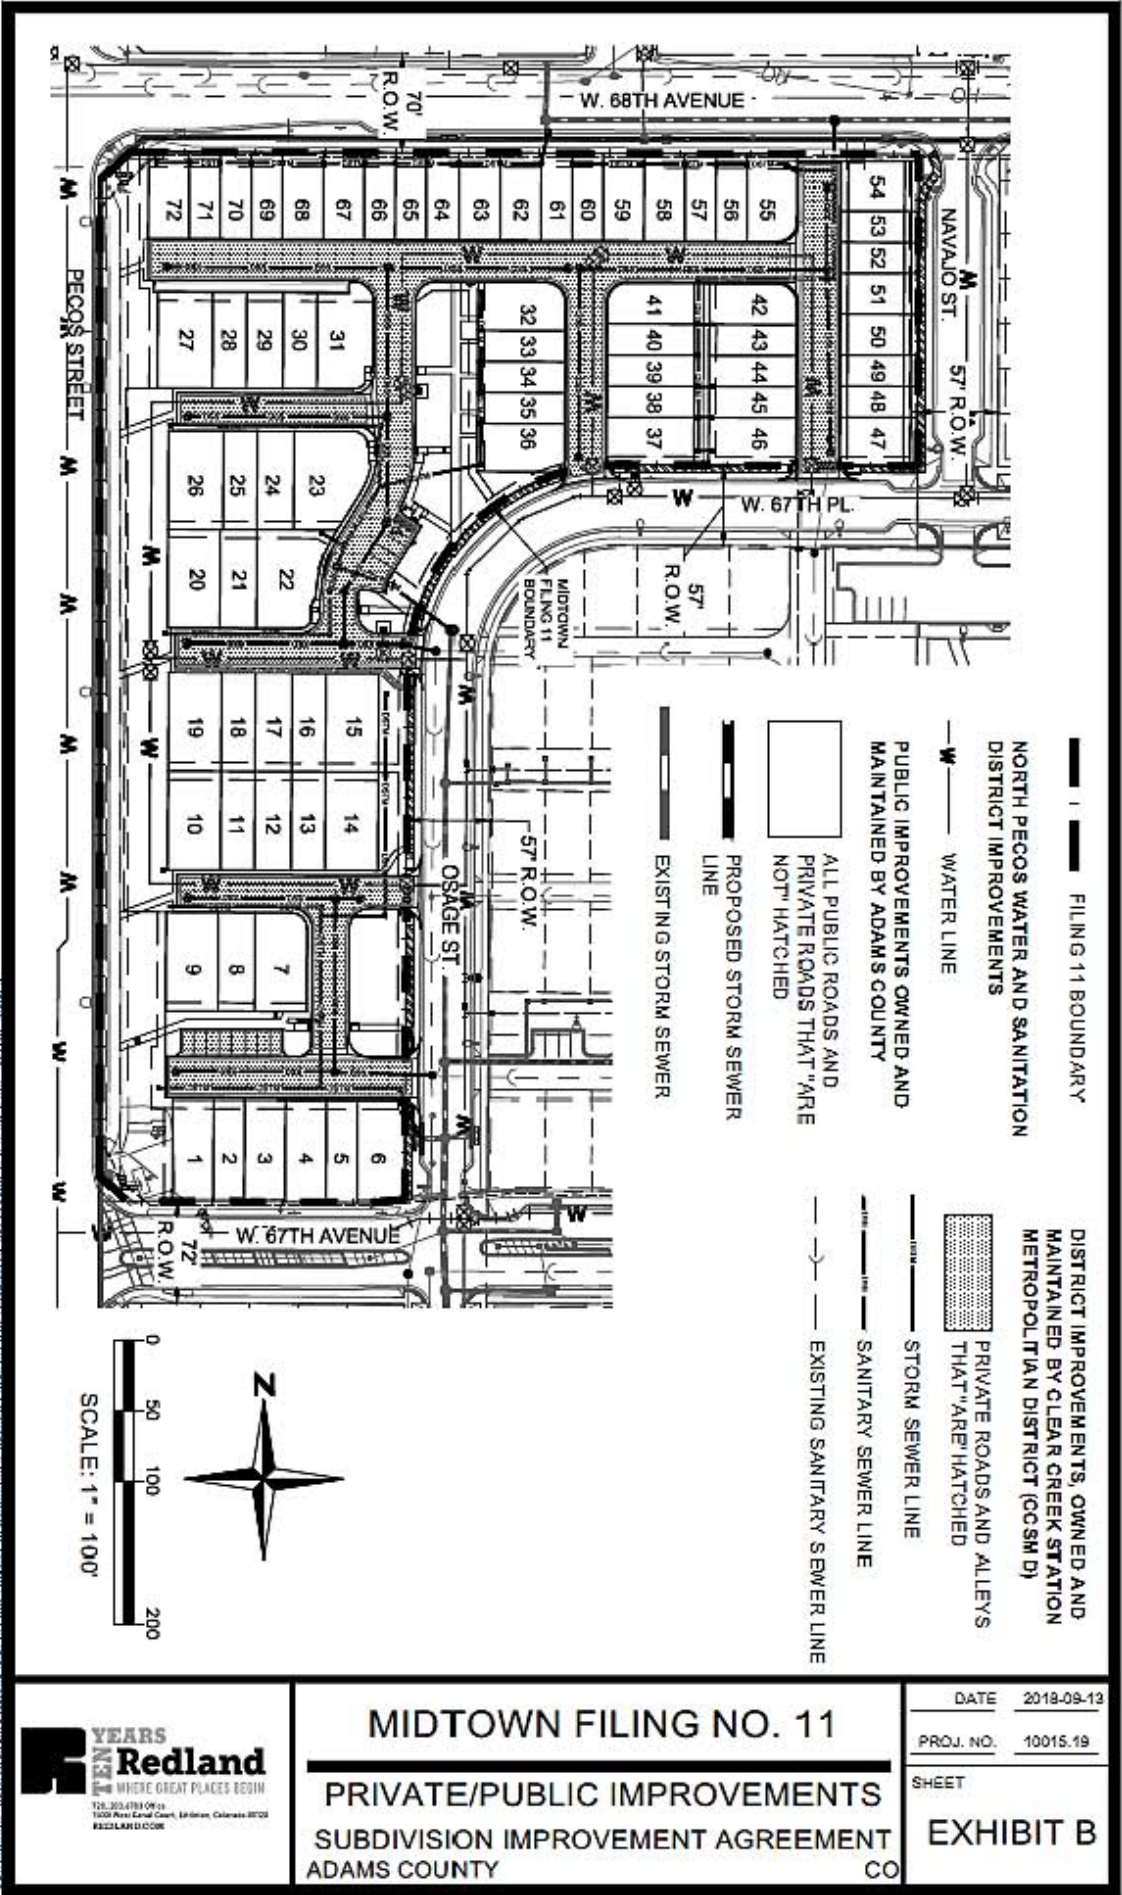 W. 68TH AVENUE
70'
R.O.W.
NAVAJO ST.
57' R.O.W.
PECOS STREET
72
71
70
69
68
67
66
65
64
63
62
61
60
59
58
57
56
55
54
53
52
51
50
49
48
47
42
43
44
45
46
41
40
39
38
37
32
33
34
35
36
27
28
29
30
31
26
25
24
23
20
21
22
19
18
17
16
15
10
11
12
13
14
9
8
7
1
2
3
4
5
6
W
W. 67TH PL.
57'
R.O.W.
MIDTOWN
FILING 11
BOUNDARY
OSAGE ST.
57' R.O.W.
W. 67TH AVENUE
72'
R.O.W.
FILING 11 BOUNDARY
NORTH PECOS WATER AND SANITATION
DISTRICT IMPROVEMENTS
W
WATER LINE
PUBLIC IMPROVEMENTS OWNED AND
MAINTAINED BY ADAMS COUNTY
ALL PUBLIC ROADS AND
PRIVATE ROADS THAT "ARE
NOT" HATCHED
PROPOSED STORM SEWER
LINE
EXISTING STORM SEWER
DISTRICT IMPROVEMENTS, OWNED AND
MAINTAINED BY CLEAR CREEK STATION
METROPOLITIAN DISTRICT (CCSMD)
PRIVATE ROADS AND ALLEYS
THAT "ARE" HATCHED
STORM SEWER LINE
SANITARY SEWER LINE
EXISTING SANITARY SEWER LINE
N
0 50 100 200
SCALE: 1" = 100'
YEARS
TEN
Redland
WHERE GREAT PLACES BEGIN
REDLAND.COM
MIDTOWN FILING NO. 11
PRIVATE/PUBLIC IMPROVEMENTS
SUBDIVISION IMPROVEMENT AGREEMENT
ADAMS COUNTY CO
DATE 2018-09-13
PROJ. NO. 10015.19
SHEET
EXHIBIT B